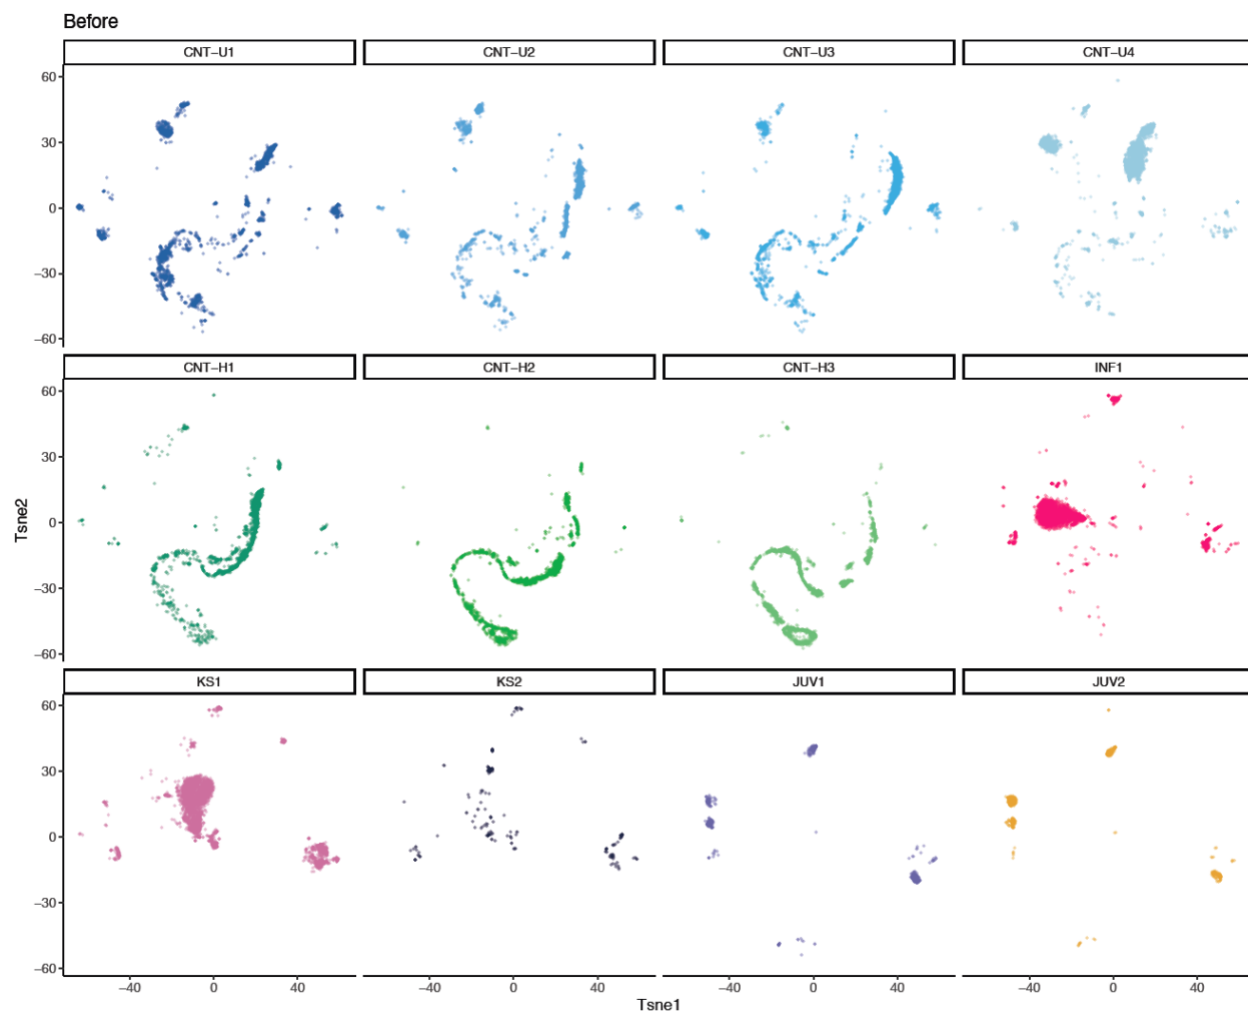 Before
CNT−U1 CNT−U2 CNT−U3 CNT−U4
60
30
0
−30
−60
CNT−H1 CNT−H2 CNT−H3 INF1
60
30
0
−30
−60
Tsne2
KS1 KS2 JUV1 JUV2
60
30
0
−30
−60
−40 0 40 −40 0 40 −40 0 40 −40 0 40
Tsne1